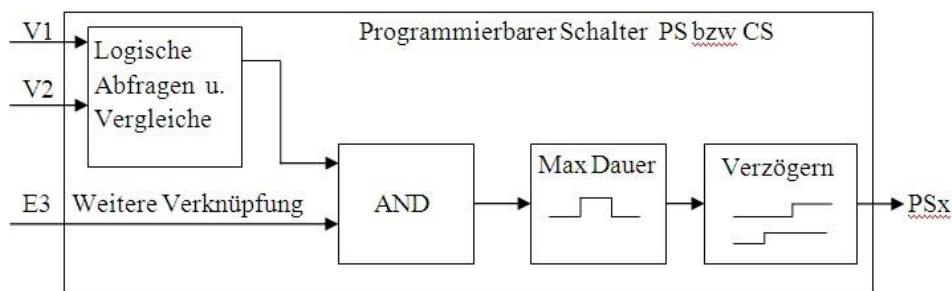 V1
Programmierbarer Schalter PS bzw CS
Logische
Abfragen u.
Vergleiche
V2
E3 Weitere Verknüpfung
AND
Max Dauer
Verzögern
PSx